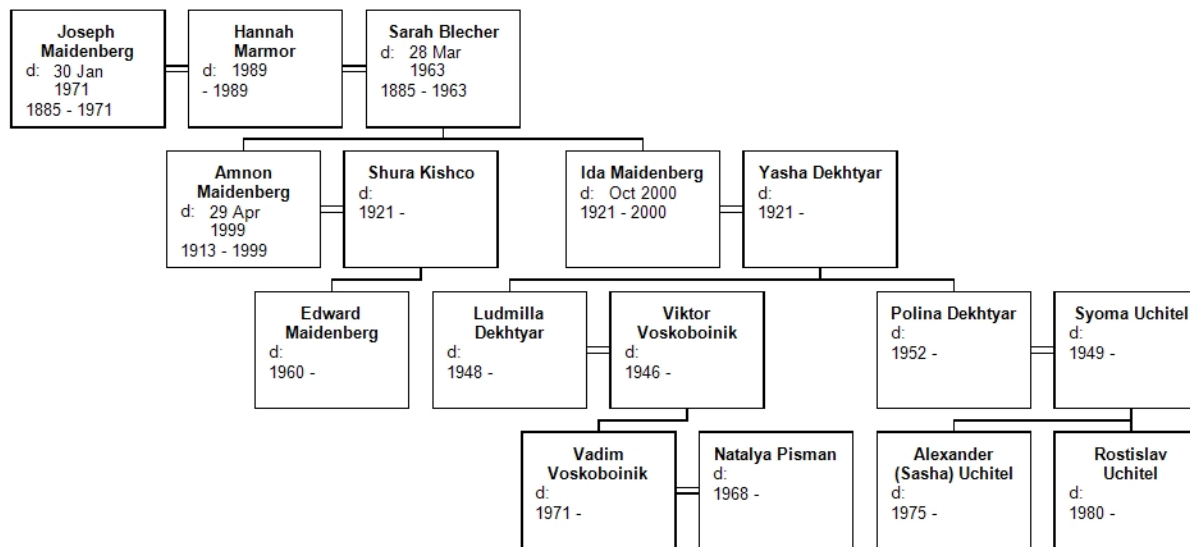 Joseph
Maidenberg
d: 30 Jan
1971
1885 - 1971
Hannah
Marmor
d: 1989
- 1989
Sarah Blecher
d: 28 Mar
1963
1885 - 1963
Amnon
Maidenberg
d: 29 Apr
1999
1913 - 1999
Shura Kishco
d:
1921 -
Ida Maidenberg
d: Oct 2000
1921 - 2000
Yasha Dekhtyar
d:
1921 -
Edward
Maidenberg
d:
1960 -
Ludmilla
Dekhtyar
d:
1948 -
Viktor
Voskoboinik
d:
1946 -
Polina Dekhtyar
d:
1952 -
Syoma Uchitel
d:
1949 -
Vadim
Voskoboinik
d:
1971 -
Natalya Pisman
d:
1968 -
Alexander
(Sasha) Uchitel
d:
1975 -
Rostislav
Uchitel
d:
1980 -